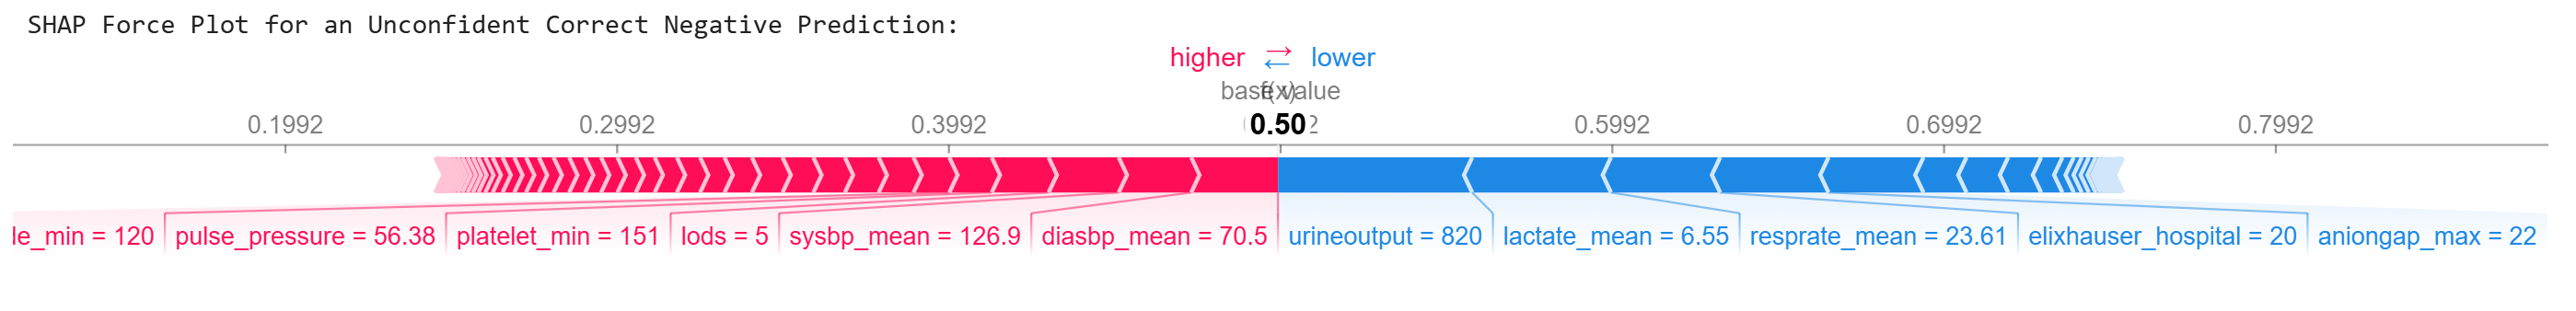 SHAP Force Plot for an Unconfident Correct Negative Prediction:
higher ⇄ lower
base value
f(x)
0.1992 0.2992 0.3992 0.50 0.5992 0.6992 0.7992
le_min = 120 pulse_pressure = 56.38 platelet_min = 151 lods = 5 sysbp_mean = 126.9 diasbp_mean = 70.5 urineoutput = 820 lactate_mean = 6.55 resprate_mean = 23.61 elixhauser_hospital = 20 aniongap_max = 22